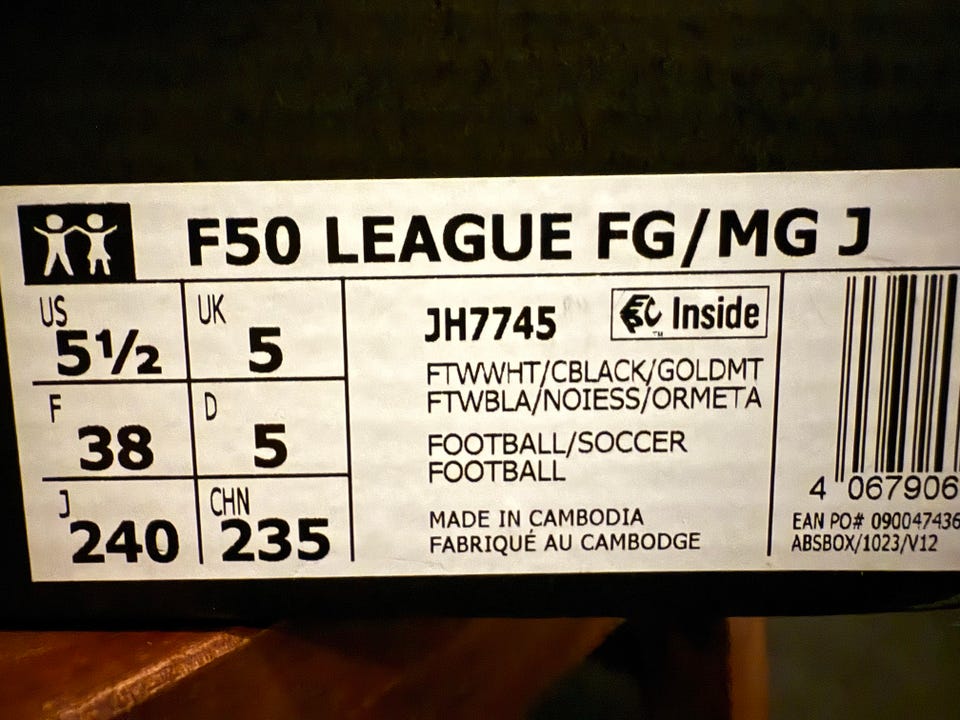 F50 LEAGUE FG/MG J
US
5½
UK
5
F
38
D
5
J
240
CHN
235
JH7745
EPC Inside
TM
FTWWHT/CBLACK/GOLDMT
FTWBLA/NOIESS/ORMETA
FOOTBALL/SOCCER
FOOTBALL
MADE IN CAMBODIA
FABRIQUÉ AU CAMBODGE
4 067906
EAN PO# 090047436
ABSBOX/1023/V12